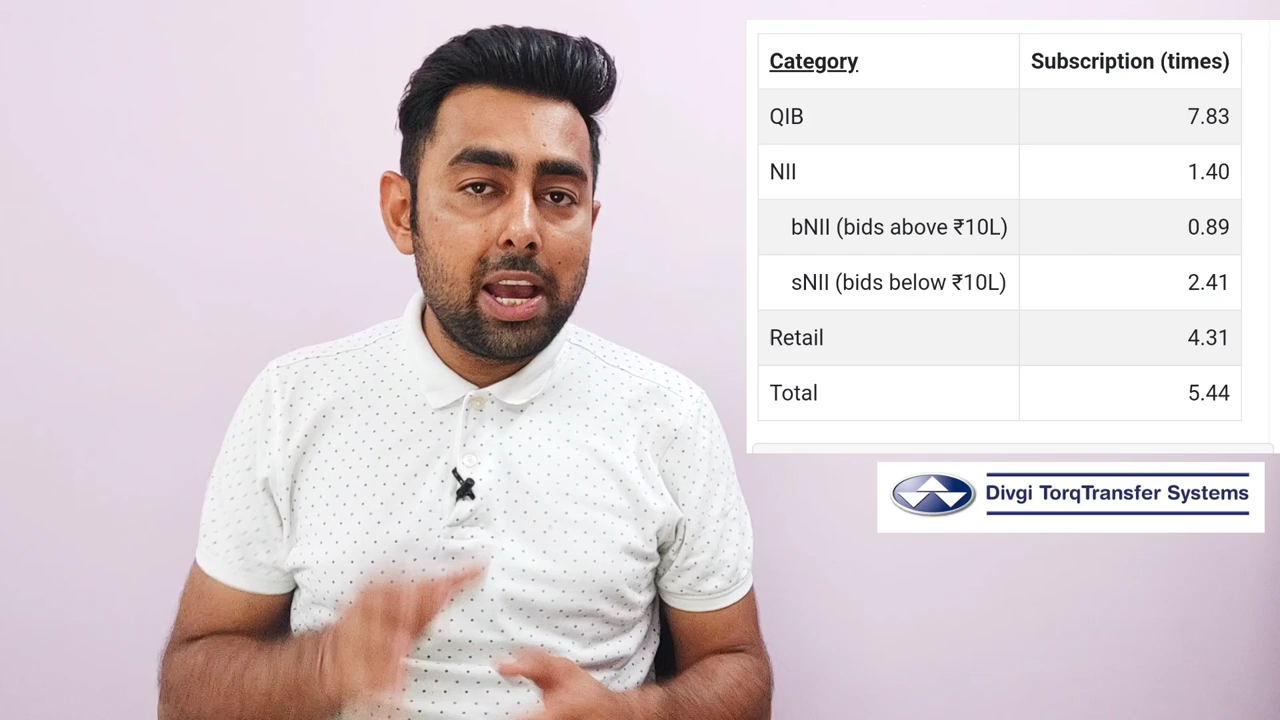 Category Subscription (times)
QIB 7.83
NII 1.40
bNII (bids above ₹10L) 0.89
sNII (bids below ₹10L) 2.41
Retail 4.31
Total 5.44
Divgi TorqTransfer Systems